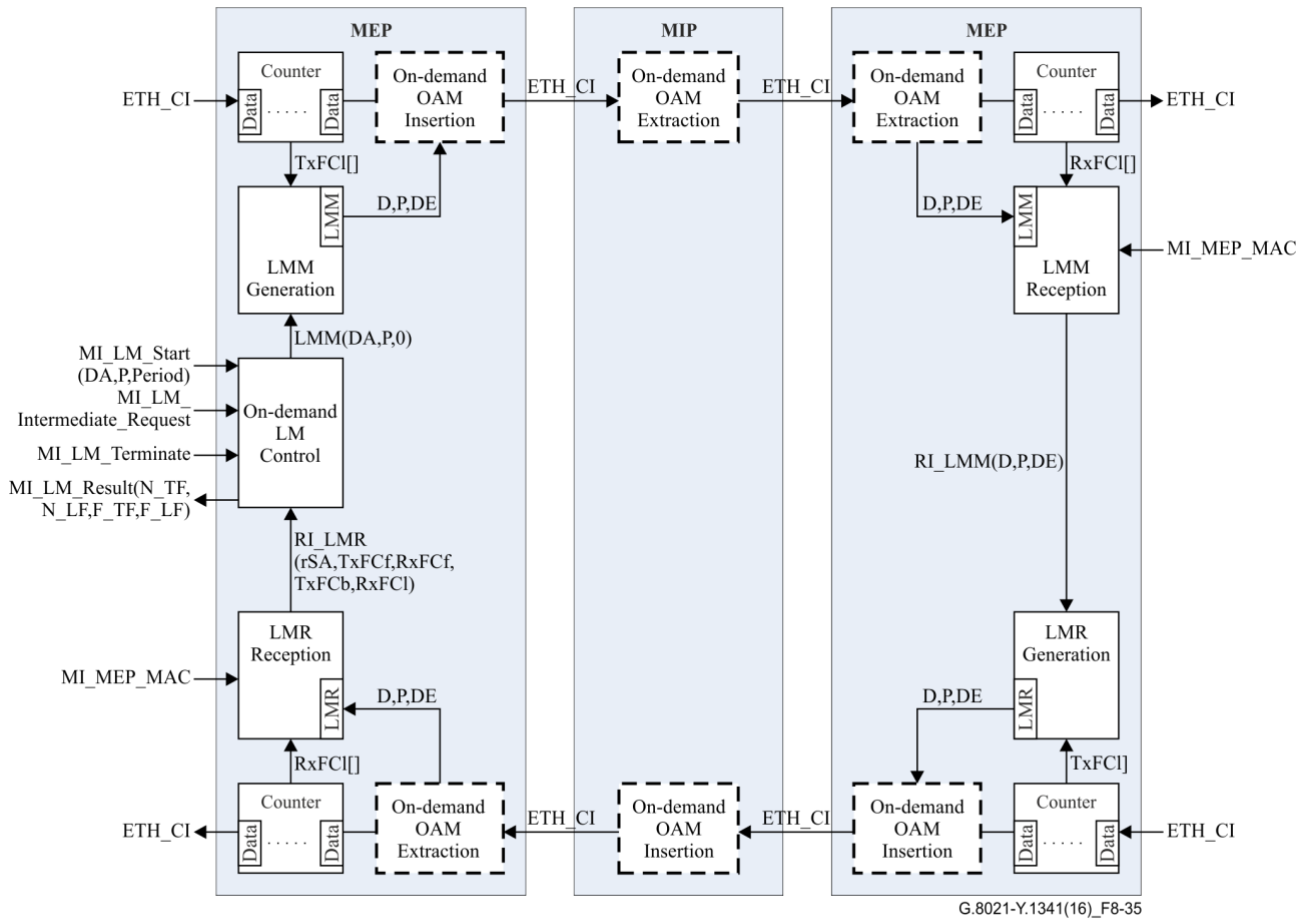 MEP
MIP
MEP
ETH_CI
Counter
Data
.....
Data
On-demand
OAM
Insertion
ETH_CI
On-demand
OAM
Extraction
ETH_CI
On-demand
OAM
Extraction
Counter
Data
.....
Data
ETH_CI
TxFCl[]
D,P,DE
LMM
LMM
Generation
D,P,DE
RxFCl[]
LMM
LMM
Reception
MI_MEP_MAC
LMM(DA,P,0)
MI_LM_Start
(DA,P,Period)
MI_LM_
Intermediate_Request
MI_LM_Terminate
MI_LM_Result(N_TF,
N_LF,F_TF,F_LF)
On-demand
LM
Control
RI_LMM(D,P,DE)
RI_LMR
(rSA,TxFCf,RxFCf,
TxFCb,RxFCl)
MI_MEP_MAC
LMR
Reception
LMR
D,P,DE
D,P,DE
LMR
Generation
LMR
RxFCl[]
TxFCl]
ETH_CI
Counter
Data
.....
Data
On-demand
OAM
Extraction
ETH_CI
On-demand
OAM
Insertion
ETH_CI
On-demand
OAM
Insertion
Counter
Data
.....
Data
ETH_CI
G.8021-Y.1341(16)_F8-35